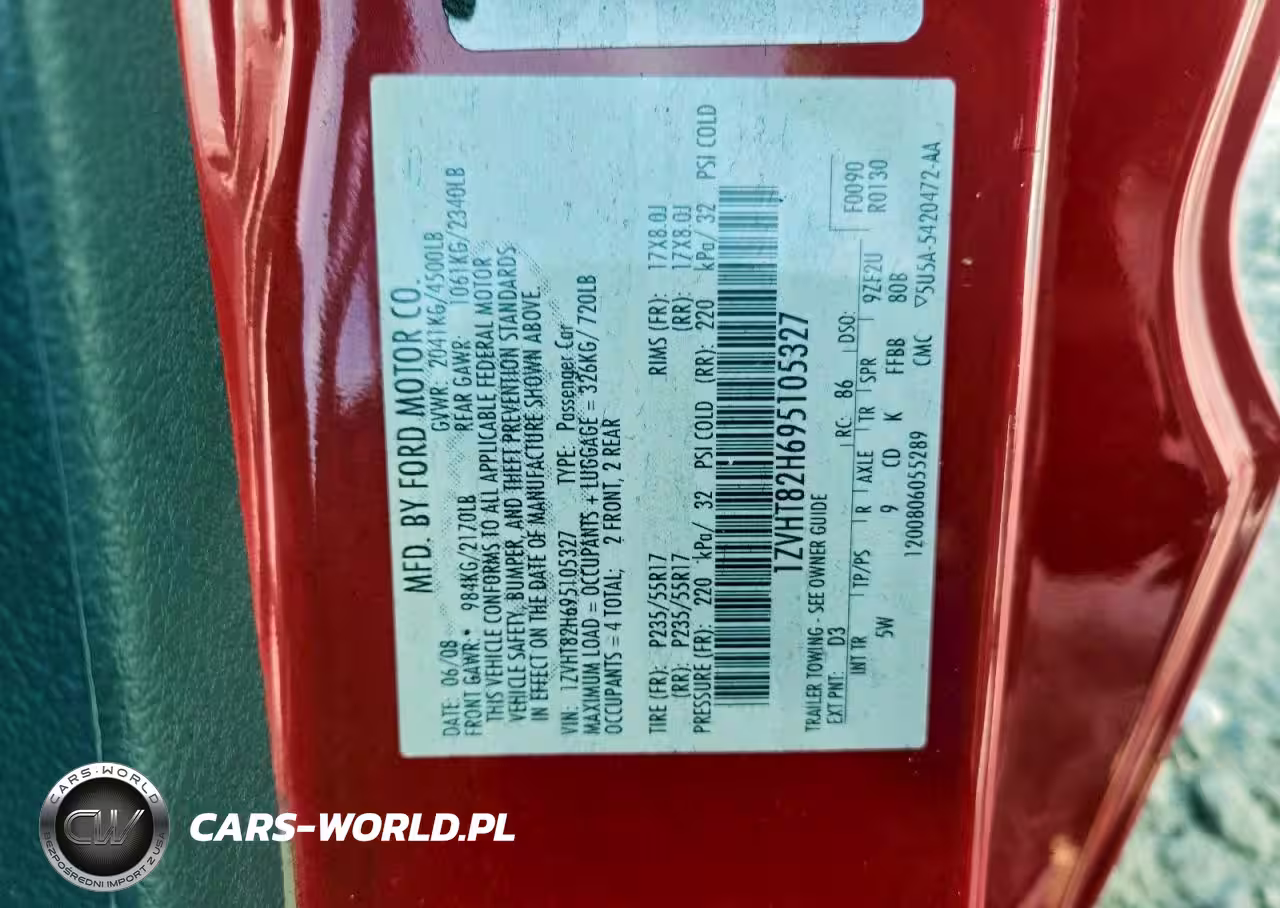 MFD. BY FORD MOTOR CO.
DATE: 06/08 GVWR: 2041KG/4500LB
FRONT GAWR: 984KG/2170LB REAR GAWR: 1061KG/2340LB
THIS VEHICLE CONFORMS TO ALL APPLICABLE FEDERAL MOTOR
VEHICLE SAFETY, BUMPER, AND THEFT PREVENTION STANDARDS
IN EFFECT ON THE DATE OF MANUFACTURE SHOWN ABOVE.
VIN: 1ZVHT82H695105327 TYPE: Passenger Car
MAXIMUM LOAD = OCCUPANTS + LUGGAGE = 326KG/720LB
OCCUPANTS = 4 TOTAL; 2 FRONT, 2 REAR
TIRE (FR): P235/55R17 RIMS (FR): 17X8.0J
(RR): P235/55R17 (RR): 17X8.0J
PRESSURE (FR): 220 kPa/ 32 PSI COLD (RR): 220 kPa/ 32 PSI COLD
1ZVHT82H695105327
TRAILER TOWING - SEE OWNER GUIDE
EXT PNT: D3 RC: 86 DSO: F0090
INT TR TP/PS R AXLE TR SPR 9ZF2U R0130
5W 9 CD K FFBB 80B
1200806055289 CMC ▽5U5A-5420472-AA
CARS-WORLD
CW
BEZPOŚREDNI IMPORT Z USA
CARS-WORLD.PL